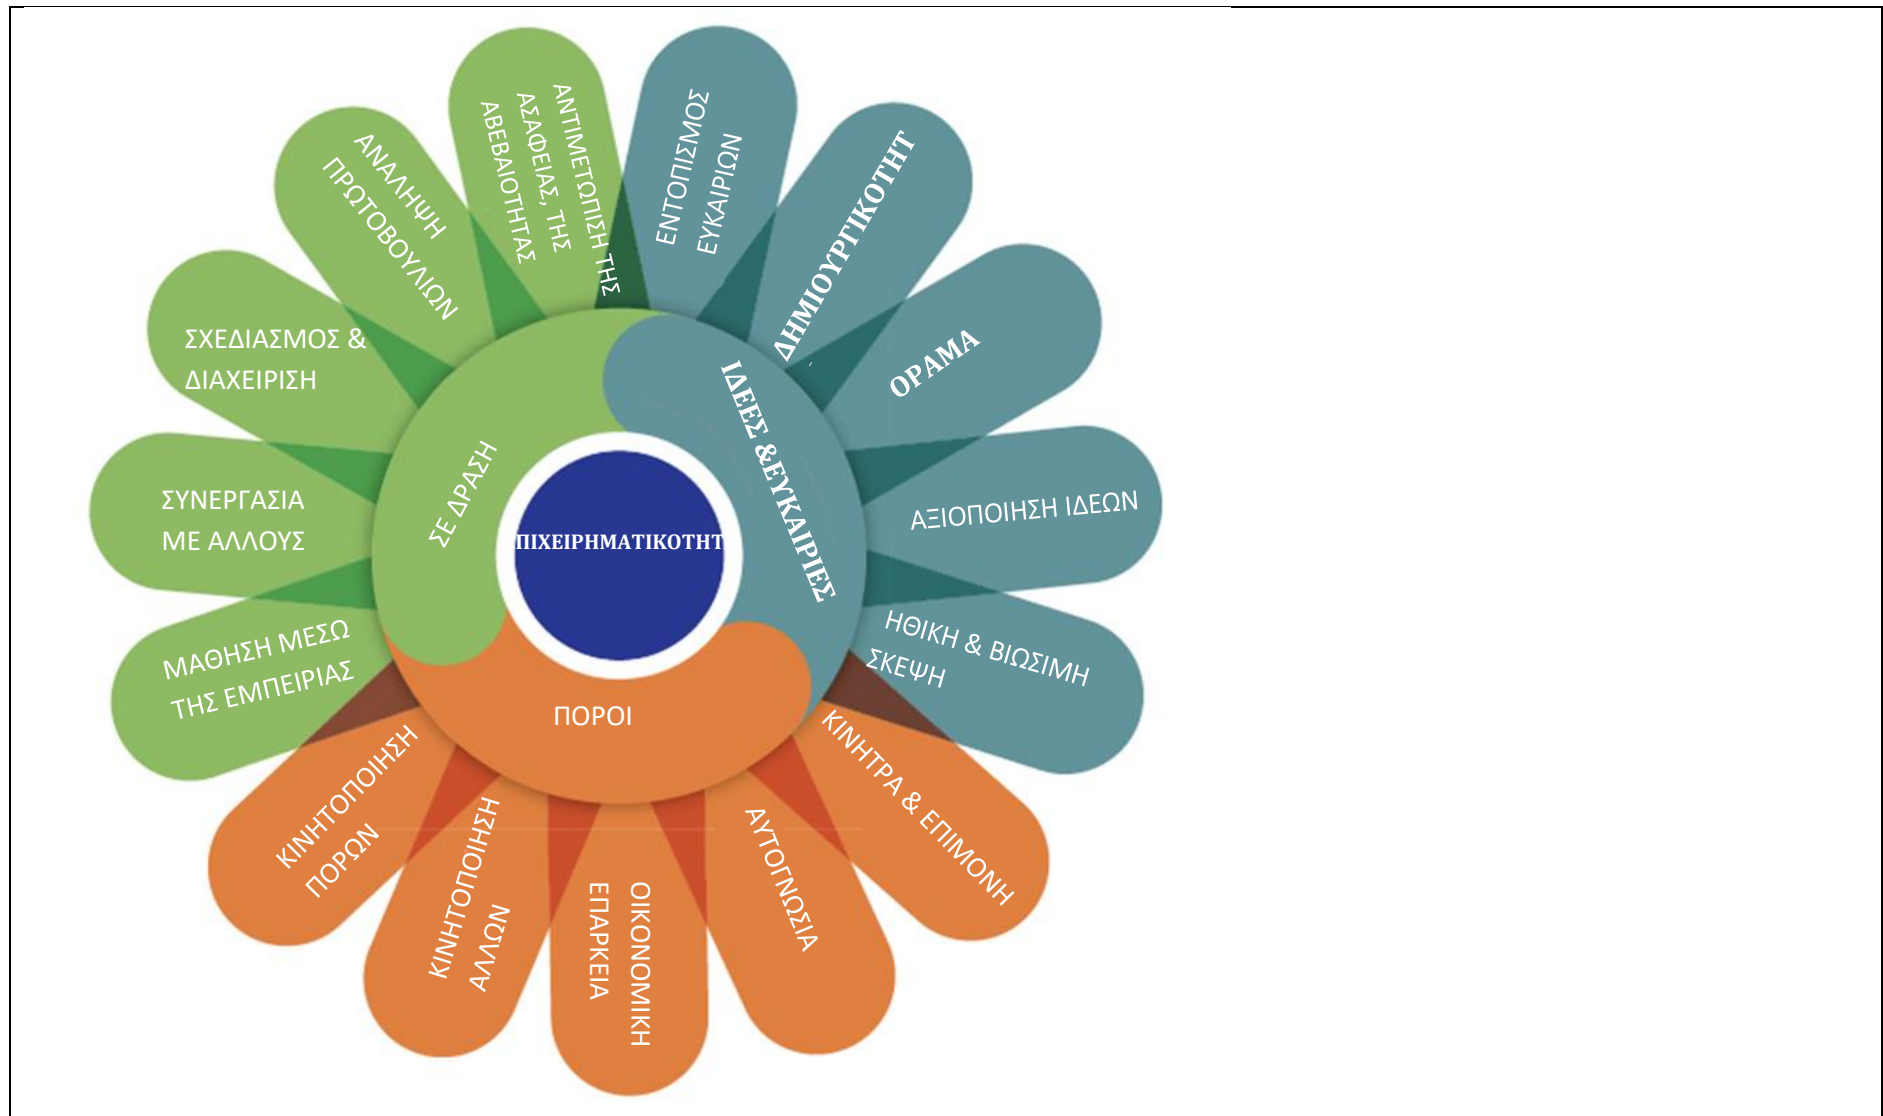 ΕΝΤΟΠΙΣΜΟΣ
ΕΥΚΑΙΡΙΩΝ
ΔΗΜΙΟΥΡΓΙΚΟΤΗΤ
ΟΡΑΜΑ
ΑΞΙΟΠΟΙΗΣΗ ΙΔΕΩΝ
ΗΘΙΚΗ & ΒΙΩΣΙΜΗ
ΣΚΕΨΗ
ΚΙΝΗΤΡΑ & ΕΠΙΜΟΝΗ
ΑΥΤΟΓΝΩΣΙΑ
ΟΙΚΟΝΟΜΙΚΗ
ΕΠΑΡΚΕΙΑ
ΚΙΝΗΤΟΠΟΙΗΣΗ
ΑΛΛΩΝ
ΚΙΝΗΤΟΠΟΙΗΣΗ
ΠΟΡΩΝ
ΜΑΘΗΣΗ ΜΕΣΩ
ΤΗΣ ΕΜΠΕΙΡΙΑΣ
ΣΥΝΕΡΓΑΣΙΑ
ΜΕ ΑΛΛΟΥΣ
ΣΧΕΔΙΑΣΜΟΣ &
ΔΙΑΧΕΙΡΙΣΗ
ΑΝΑΛΗΨΗ
ΠΡΩΤΟΒΟΥΛΙΩΝ
ΑΝΤΙΜΕΤΩΠΙΣΗ ΤΗΣ
ΑΣΑΦΕΙΑΣ, ΤΗΣ
ΑΒΕΒΑΙΟΤΗΤΑΣ
ΙΔΕΕΣ &ΕΥΚΑΙΡΙΕΣ
ΠΟΡΟΙ
ΣΕ ΔΡΑΣΗ
ΠΙΧΕΙΡΗΜΑΤΙΚΟΤΗΤ